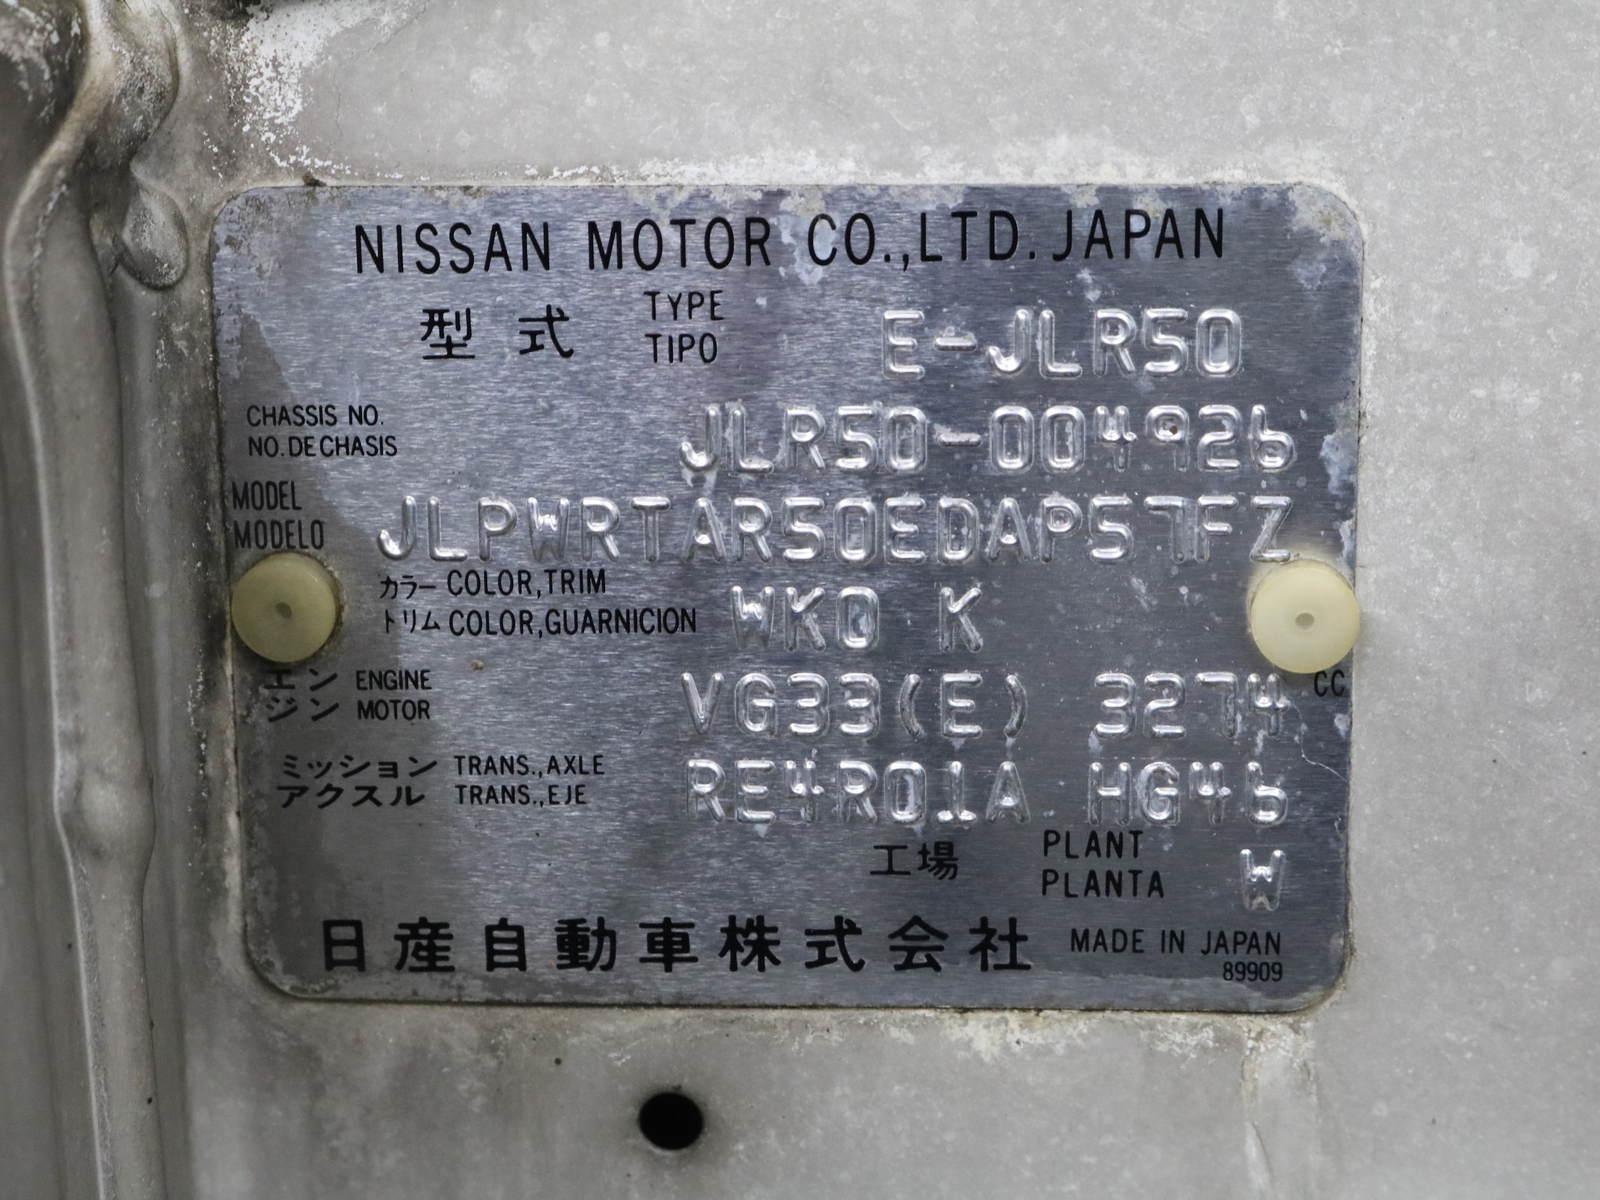 NISSAN MOTOR CO.,LTD. JAPAN
型式 TYPE TIPO E-JLR50
CHASSIS NO.
NO. DE CHASIS JLR50-004926
MODEL
MODELO JLPWRTAR50EDAP57FZ
カラー COLOR,TRIM
トリム COLOR,GUARNICION WK0 K
エン ENGINE
ジン MOTOR VG33(E) 3274 CC
ミッション TRANS.,AXLE
アクスル TRANS.,EJE RE4R01A HG46
工場 PLANT
PLANTA W
日産自動車株式会社 MADE IN JAPAN
89909